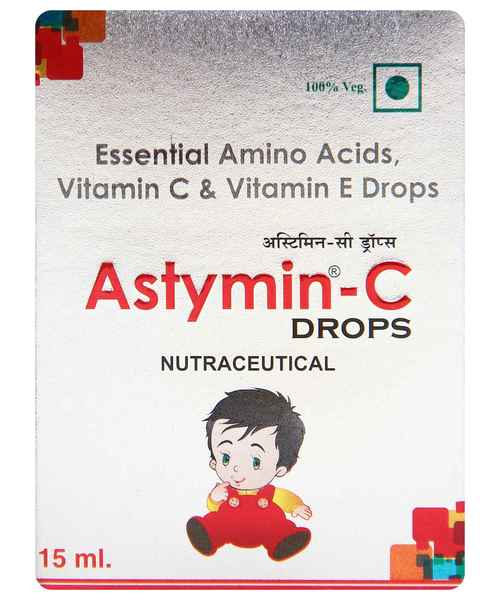 100% Veg.
Essential Amino Acids,
Vitamin C & Vitamin E Drops
अस्टिमिन-सी ड्रॉप्स
Astymin®-C
DROPS
NUTRACEUTICAL
15 ml.